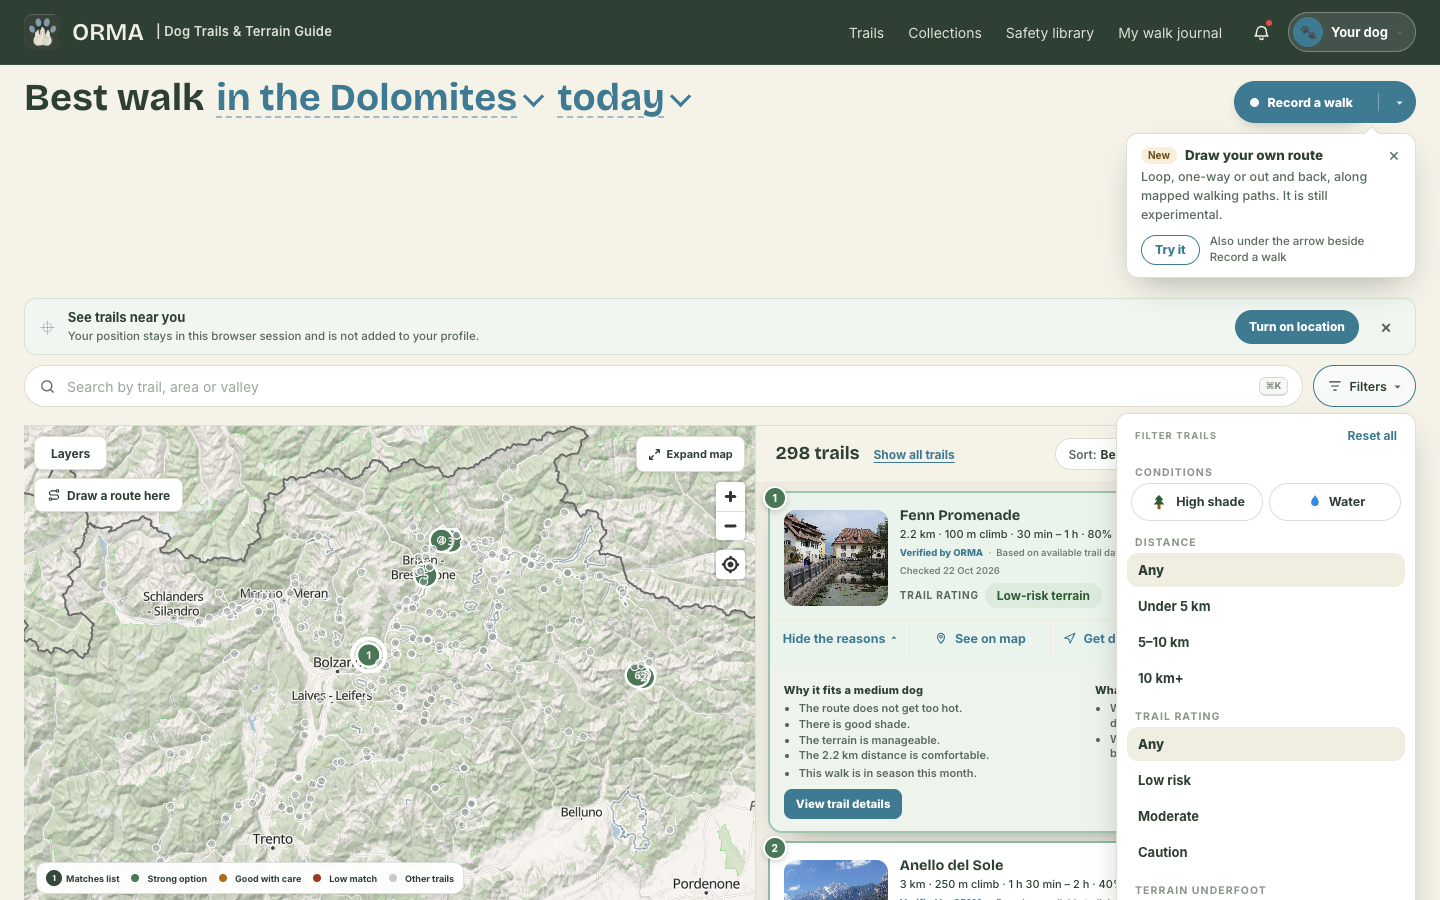 ORMA | Dog Trails & Terrain Guide
Trails
Collections
Safety library
My walk journal
Your dog
Best walk in the Dolomites today
Record a walk
New Draw your own route
Loop, one-way or out and back, along
mapped walking paths. It is still
experimental.
Try it
Also under the arrow beside
Record a walk
See trails near you
Your position stays in this browser session and is not added to your profile.
Turn on location
Search by trail, area or valley
⌘K
Filters
Layers
Draw a route here
Expand map
Schlanders
- Silandro
Meran
Bolzan
Laives - Leifers
Trento
Belluno
Pordenone
1
1 Matches list
Strong option
Good with care
Low match
Other trails
298 trails
Show all trails
Sort: Be
1
Fenn Promenade
2.2 km · 100 m climb · 30 min – 1 h · 80%
Verified by ORMA · Based on available trail da
Checked 22 Oct 2026
TRAIL RATING Low-risk terrain
Hide the reasons
See on map
Get d
Why it fits a medium dog
The route does not get too hot.
There is good shade.
The terrain is manageable.
The 2.2 km distance is comfortable.
This walk is in season this month.
View trail details
2
Anello del Sole
3 km · 250 m climb · 1 h 30 min – 2 h · 40%
FILTER TRAILS
Reset all
CONDITIONS
High shade
Water
DISTANCE
Any
Under 5 km
5–10 km
10 km+
TRAIL RATING
Any
Low risk
Moderate
Caution
TERRAIN UNDERFOOT